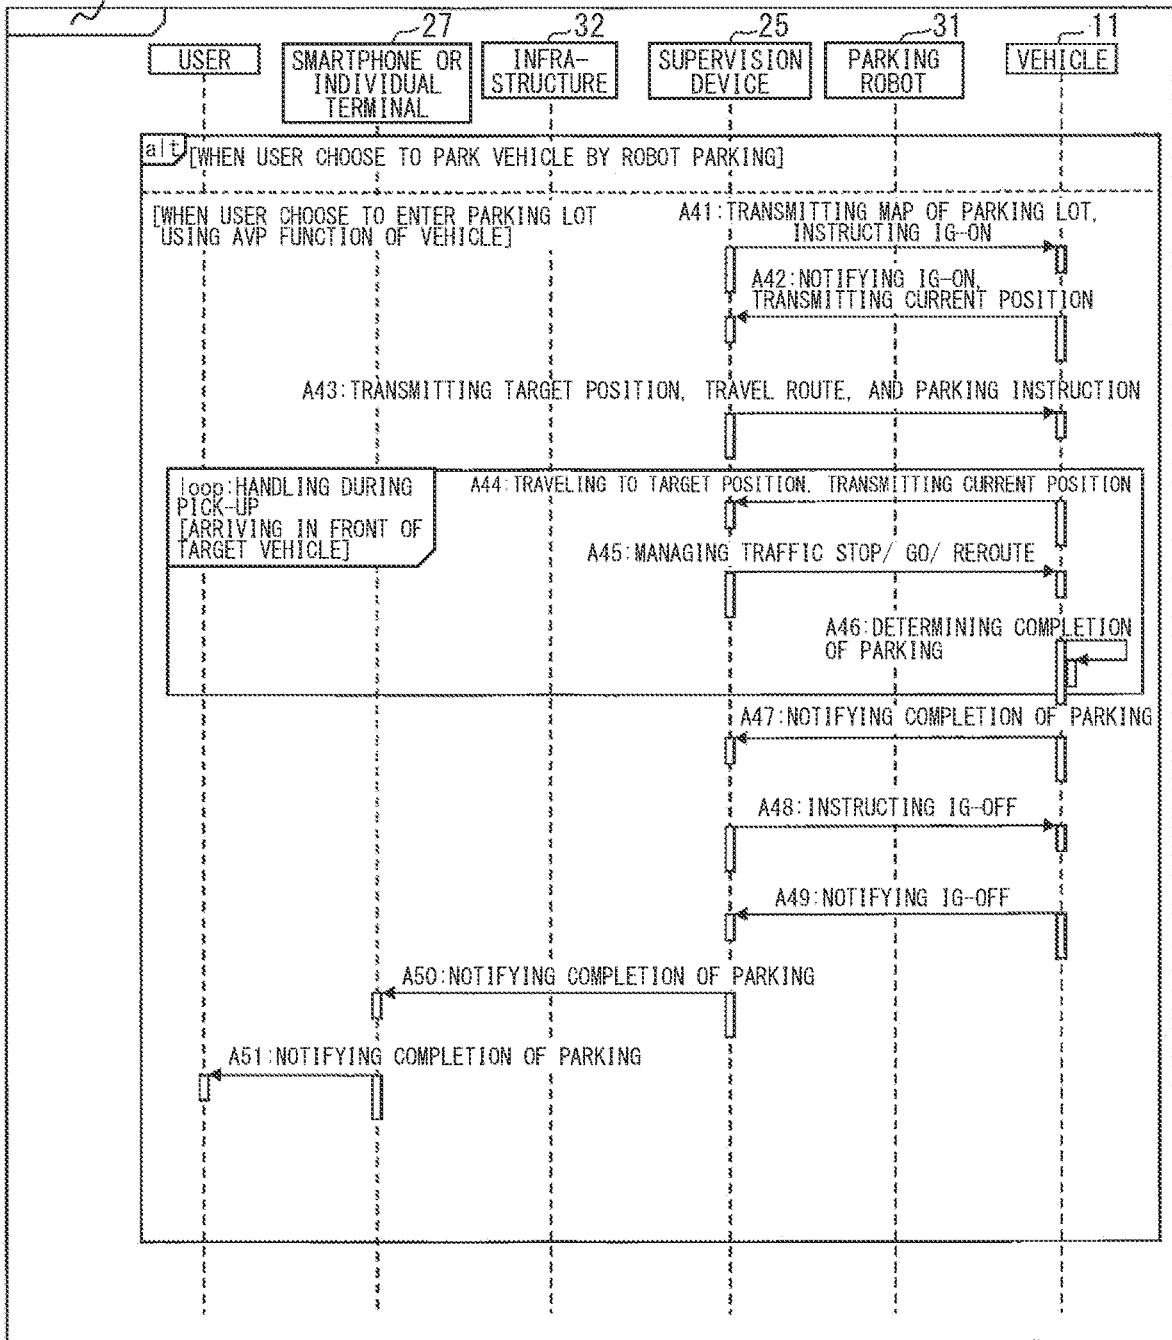 27
32
25
31
11
USER
SMARTPHONE OR
INDIVIDUAL
TERMINAL
INFRA-
STRUCTURE
SUPERVISION
DEVICE
PARKING
ROBOT
VEHICLE
alt
[WHEN USER CHOOSE TO PARK VEHICLE BY ROBOT PARKING]
[WHEN USER CHOOSE TO ENTER PARKING LOT
USING AVP FUNCTION OF VEHICLE]
A41:TRANSMITTING MAP OF PARKING LOT,
INSTRUCTING IG-ON
A42:NOTIFYING IG-ON,
TRANSMITTING CURRENT POSITION
A43:TRANSMITTING TARGET POSITION, TRAVEL ROUTE, AND PARKING INSTRUCTION
loop:HANDLING DURING
PICK-UP
[ARRIVING IN FRONT OF
TARGET VEHICLE]
A44:TRAVELING TO TARGET POSITION, TRANSMITTING CURRENT POSITION
A45:MANAGING TRAFFIC STOP/ GO/ REROUTE
A46:DETERMINING COMPLETION
OF PARKING
A47:NOTIFYING COMPLETION OF PARKING
A48:INSTRUCTING IG-OFF
A49:NOTIFYING IG-OFF
A50:NOTIFYING COMPLETION OF PARKING
A51:NOTIFYING COMPLETION OF PARKING